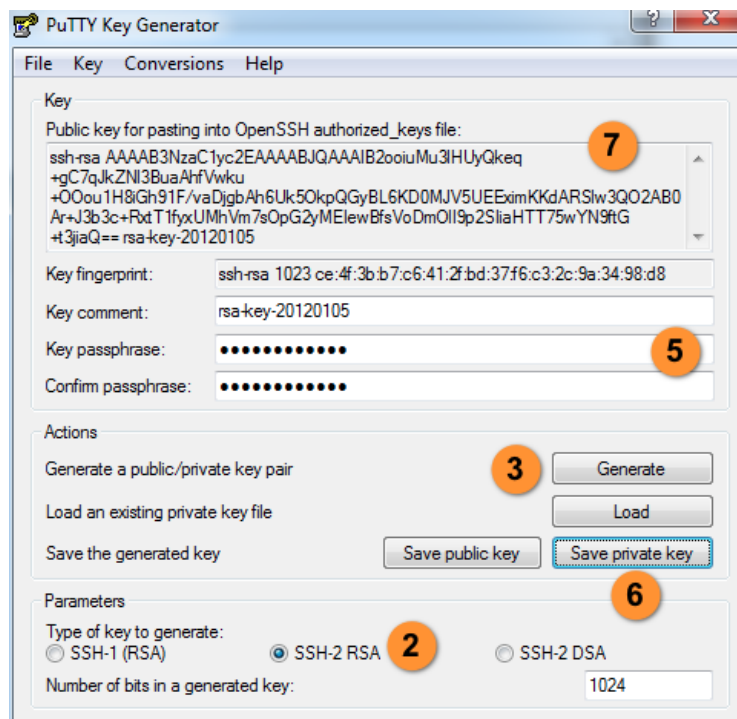 PuTTY Key Generator
? X
File Key Conversions Help
Key
Public key for pasting into OpenSSH authorized_keys file:
7
ssh-rsa AAAAB3NzaC1yc2EAAAABJQAAAIB2ooiuMu3lHUyQkeq
+gC7qJkZNI3BuaAhfVwku
+OOou1H8iGh91F/vaDjgbAh6Uk5OkpQGyBL6KD0MJV5UEEximKKdARSlw3QO2AB0
Ar+J3b3c+RxtT1fyxUMhVm7sOpG2yMElewBfsVoDmOll9p2SliaHTT75wYN9ftG
+t3jiaQ== rsa-key-20120105
Key fingerprint: ssh-rsa 1023 ce:4f:3b:b7:c6:41:2f:bd:37:f6:c3:2c:9a:34:98:d8
Key comment: rsa-key-20120105
Key passphrase: ●●●●●●●●●●●● 5
Confirm passphrase: ●●●●●●●●●●●●
Actions
Generate a public/private key pair 3 Generate
Load an existing private key file Load
Save the generated key Save public key Save private key
6
Parameters
Type of key to generate:
SSH-1 (RSA) SSH-2 RSA 2 SSH-2 DSA
Number of bits in a generated key: 1024